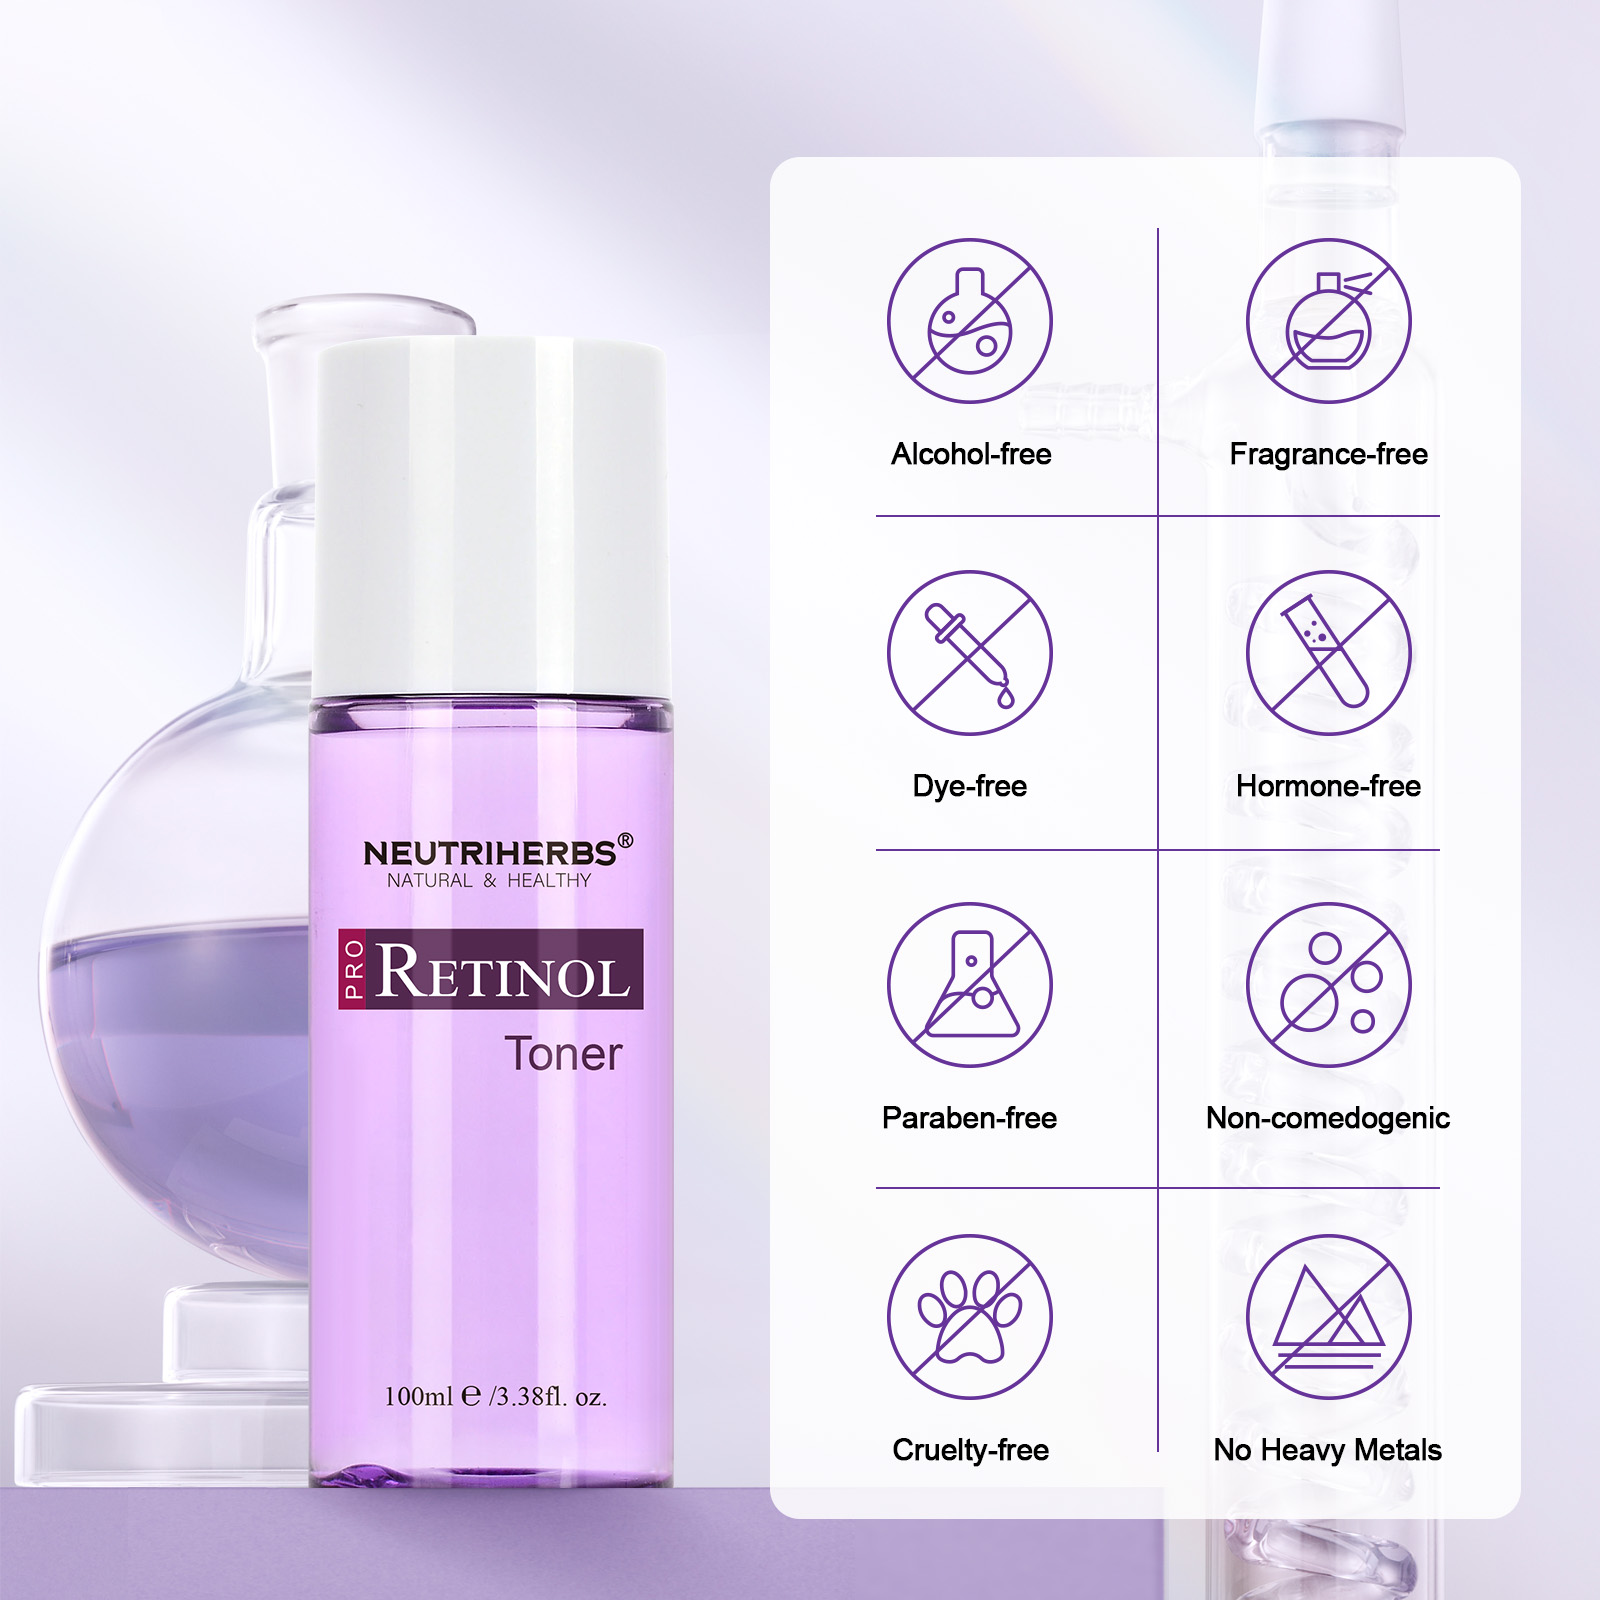 NEUTRIHERBS®
NATURAL & HEALTHY
PRO RETINOL
Toner
100ml ℮ /3.38fl. oz.
Alcohol-free
Fragrance-free
Dye-free
Hormone-free
Paraben-free
Non-comedogenic
Cruelty-free
No Heavy Metals